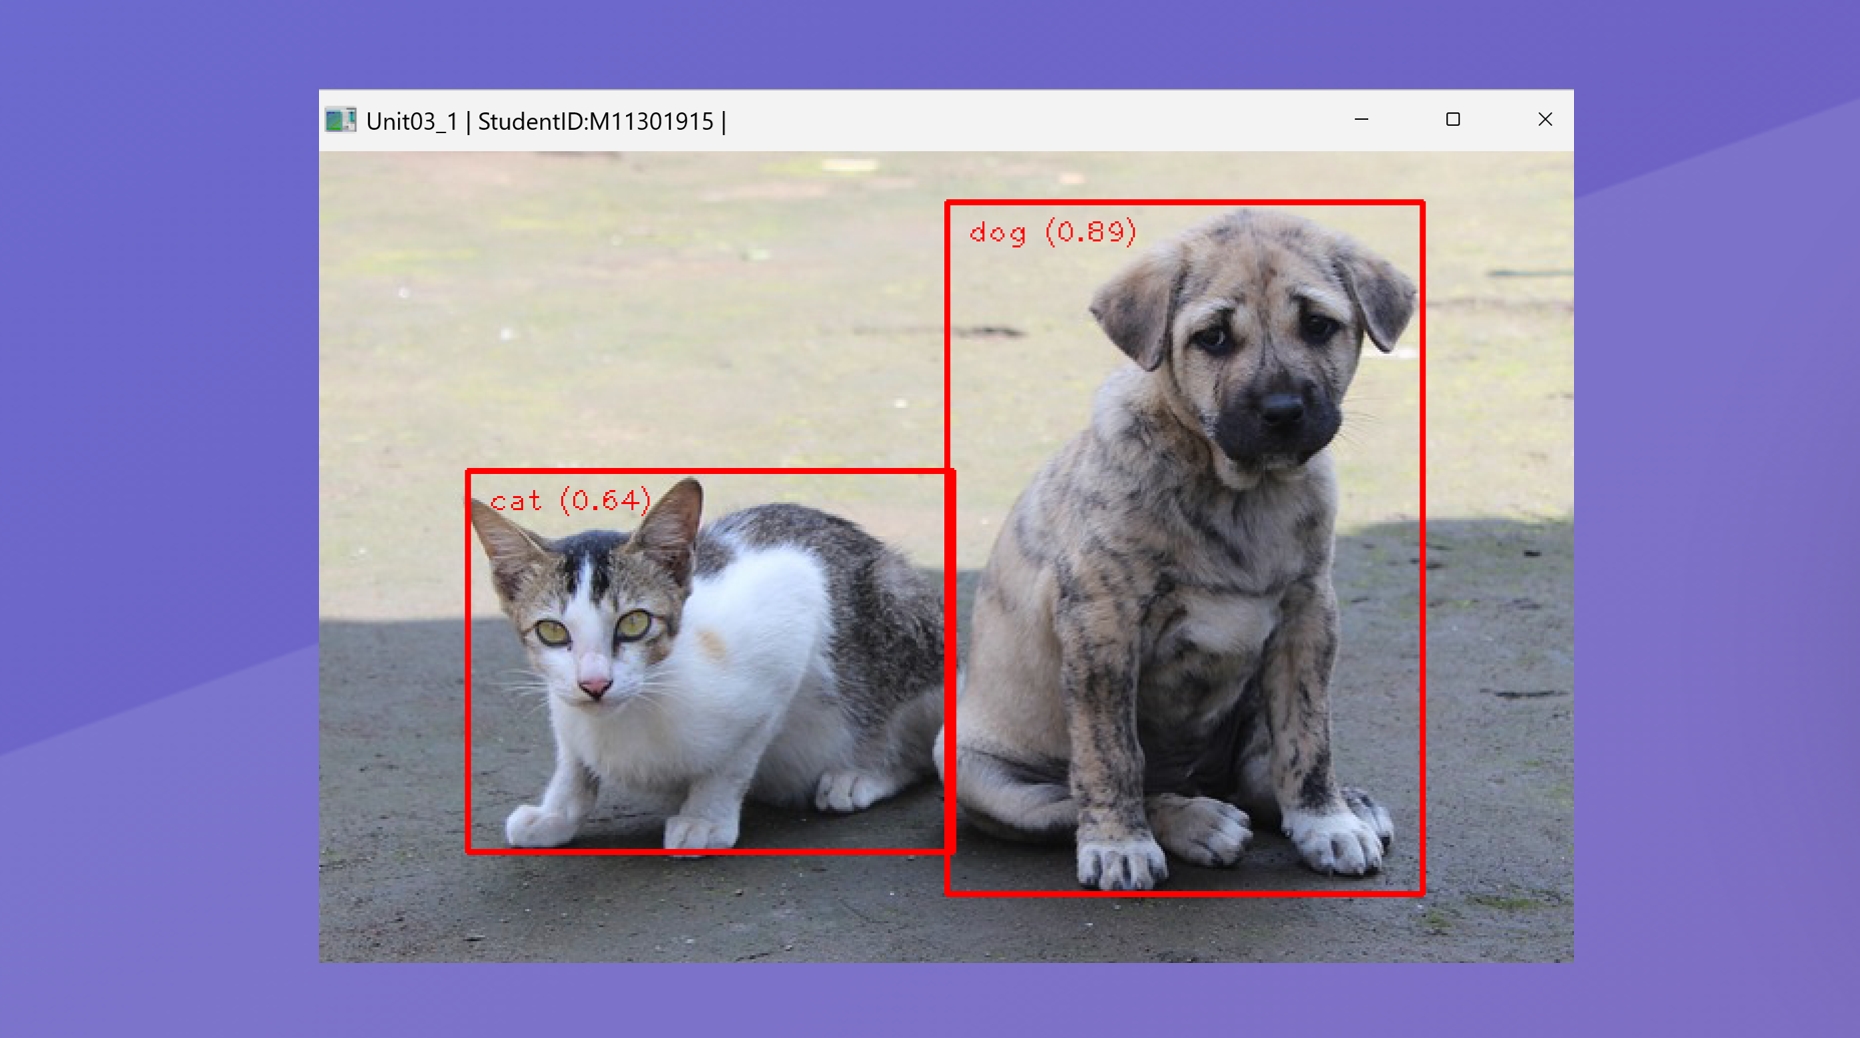 Unit03_1 | StudentID:M11301915 |
dog (0.89)
cat (0.64)